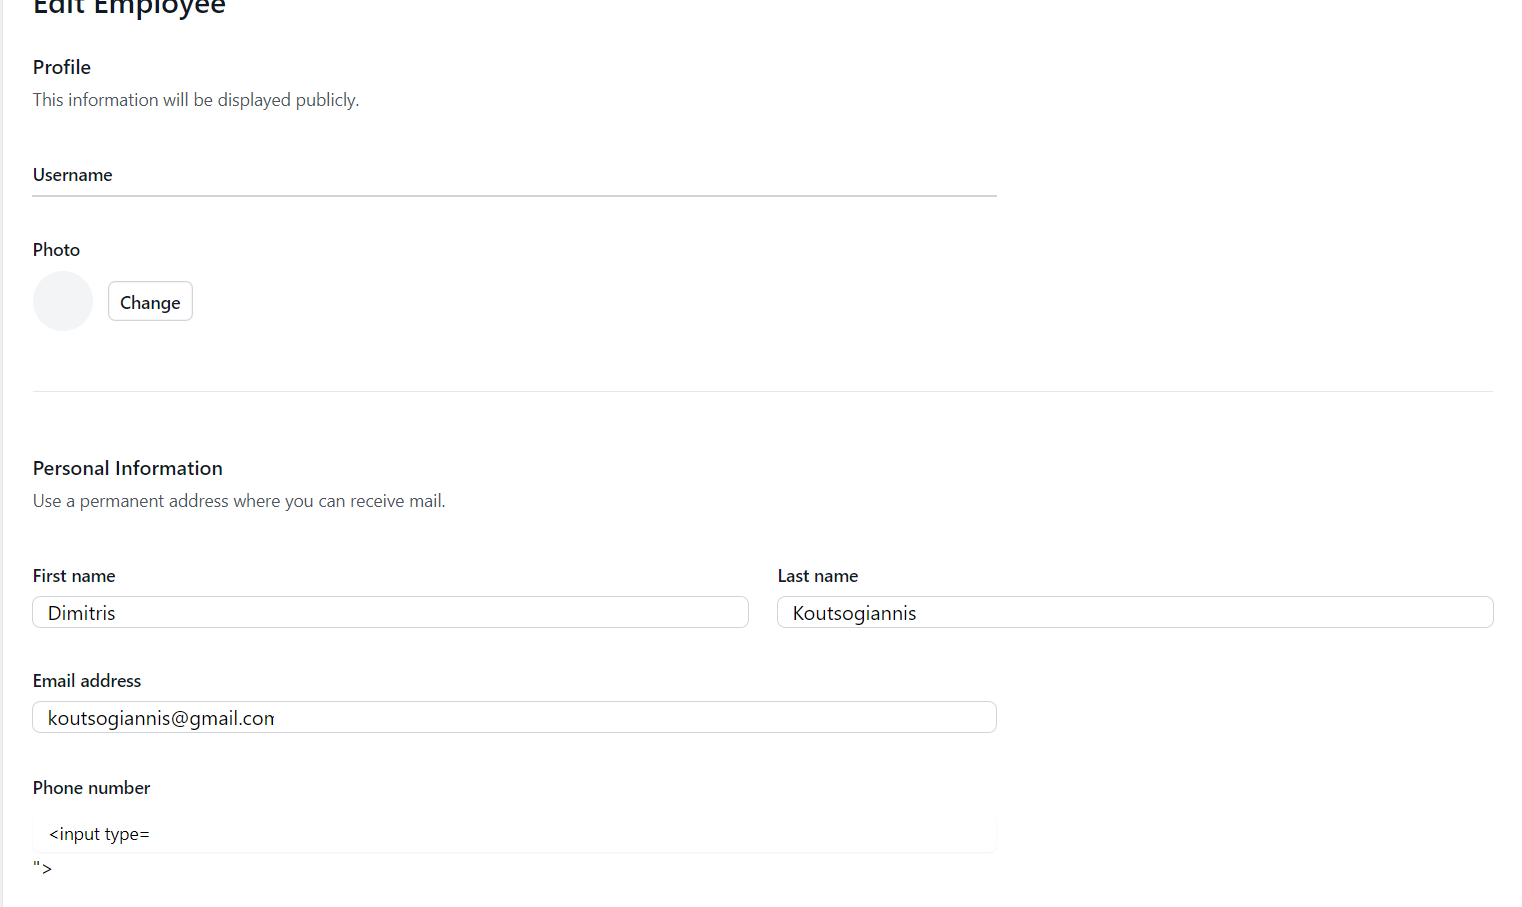 Edit Employee
Profile
This information will be displayed publicly.
Username
Photo
Change
Personal Information
Use a permanent address where you can receive mail.
First name
Last name
Dimitris
Koutsogiannis
Email address
koutsogiannis@gmail.com
Phone number
<input type=
">